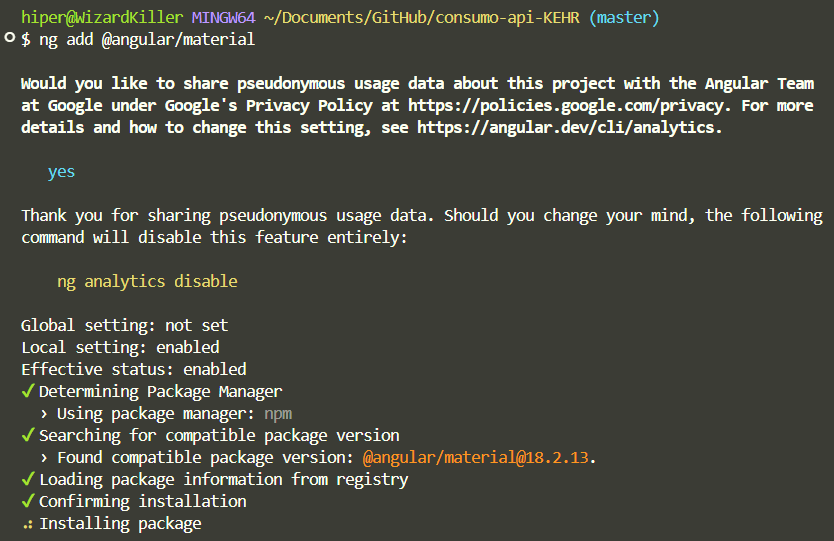 hiper@WizardKiller MINGW64 ~/Documents/GitHub/consumo-api-KEHR (master)
$ ng add @angular/material
Would you like to share pseudonymous usage data about this project with the Angular Team
at Google under Google's Privacy Policy at https://policies.google.com/privacy. For more
details and how to change this setting, see https://angular.dev/cli/analytics.
yes
Thank you for sharing pseudonymous usage data. Should you change your mind, the following
command will disable this feature entirely:
ng analytics disable
Global setting: not set
Local setting: enabled
Effective status: enabled
✓ Determining Package Manager
› Using package manager: npm
✓ Searching for compatible package version
› Found compatible package version: @angular/material@18.2.13.
✓ Loading package information from registry
✓ Confirming installation
⠴ Installing package